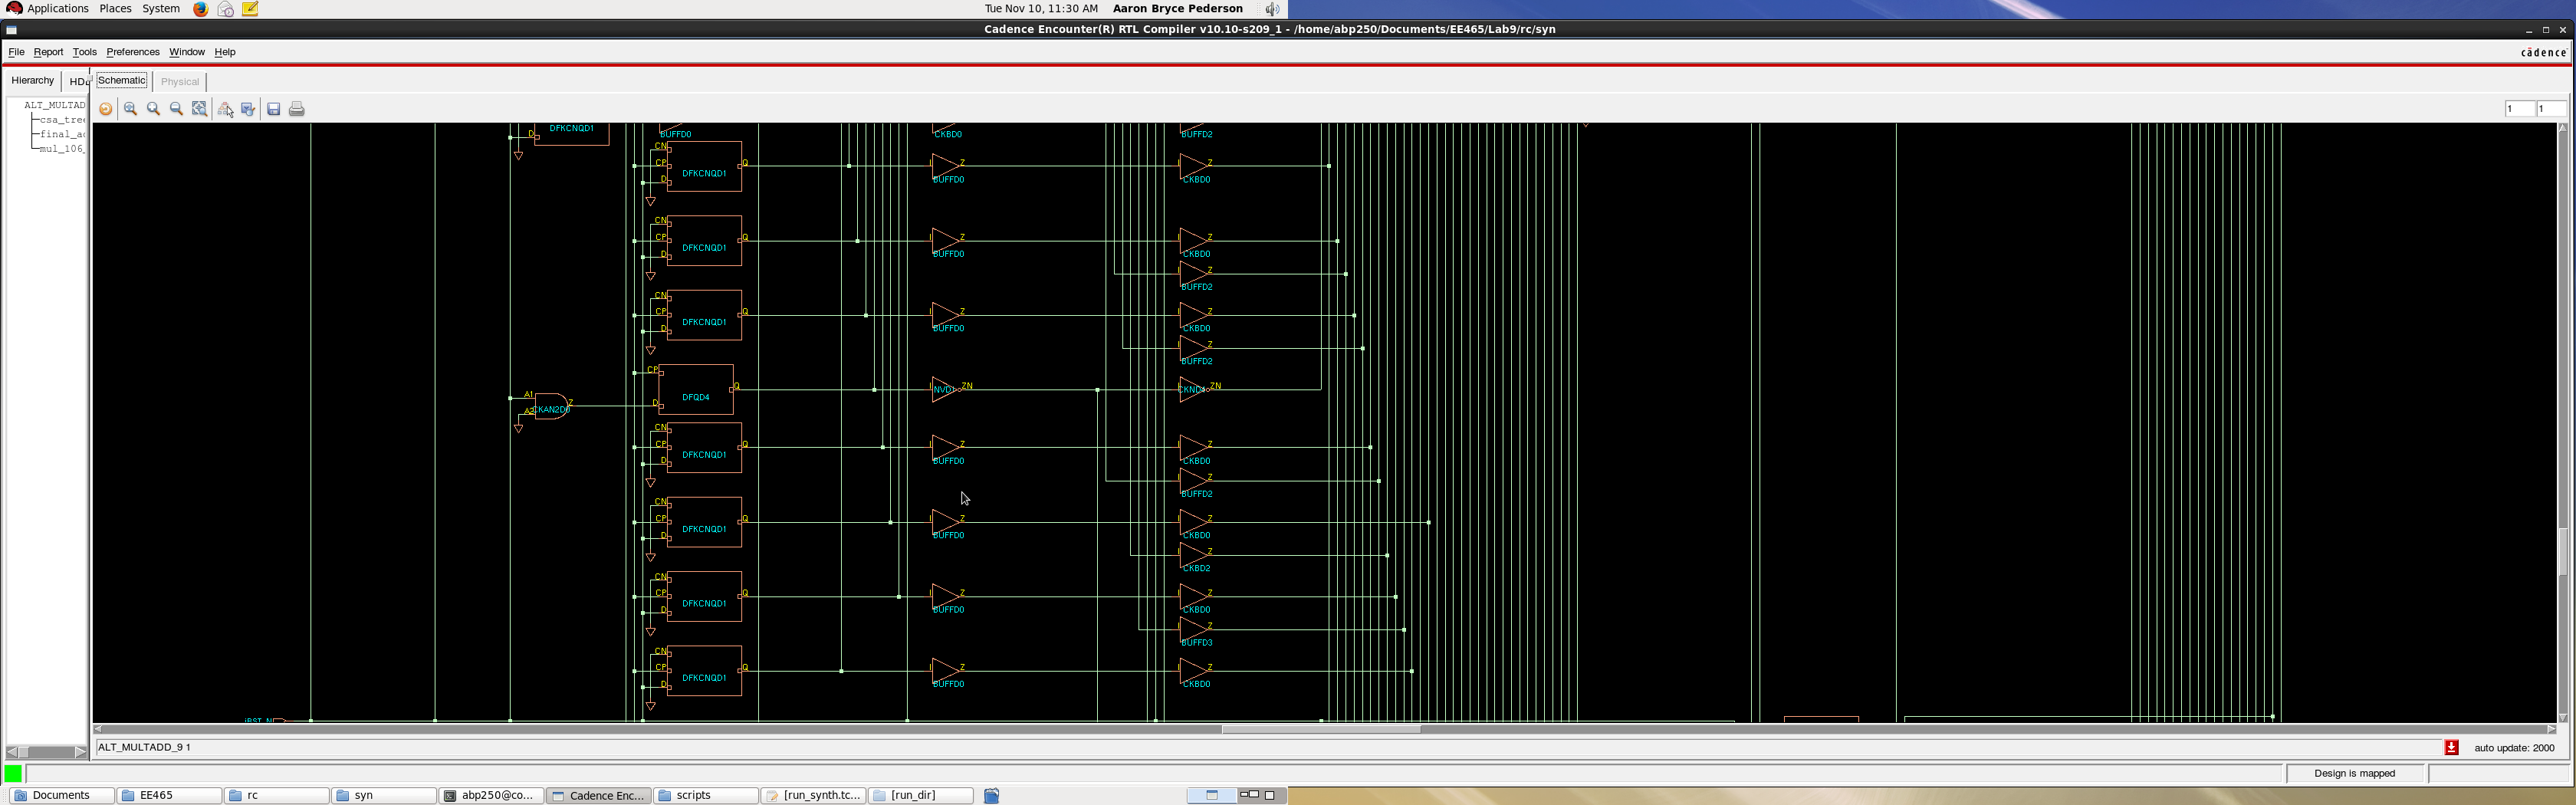 Applications Places System Tue Nov 10, 11:30 AM Aaron Bryce Pederson
Cadence Encounter(R) RTL Compiler v10.10-s209_1 - /home/abp250/Documents/EE465/Lab9/rc/syn
File Report Tools Preferences Window Help cādence
Hierarchy HD Schematic Physical
ALT_MULTAD
csa_tree
final_a
mul_106_
1 1
D DFKCNQD1 BUFFD0 CKBD0 BUFFD2
CN
CP DFKCNQD1 Q I Z I Z
D BUFFD0 CKBD0
CN
CP DFKCNQD1 Q I Z I Z
D BUFFD0 CKBD0
I Z
BUFFD2
CN
CP DFKCNQD1 Q I Z I Z
D BUFFD0 CKBD0
I Z
BUFFD2
CP
Q I ZN I ZN
A1 DFQD4
A2 CKAN2D0 Z D
CN
CP DFKCNQD1 Q I Z I Z
D BUFFD0 CKBD0
I Z
BUFFD2
CN
CP DFKCNQD1 Q I Z I Z
D BUFFD0 CKBD0
I Z
CKBD2
CN
CP DFKCNQD1 Q I Z I Z
D BUFFD0 CKBD0
I Z
BUFFD3
CN
CP DFKCNQD1 Q I Z I Z
D BUFFD0 CKBD0
iRST_N
ALT_MULTADD_9 1 auto update: 2000
Design is mapped
Documents EE465 rc syn abp250@co... Cadence Enc... scripts [run_synth.tc... [run_dir]